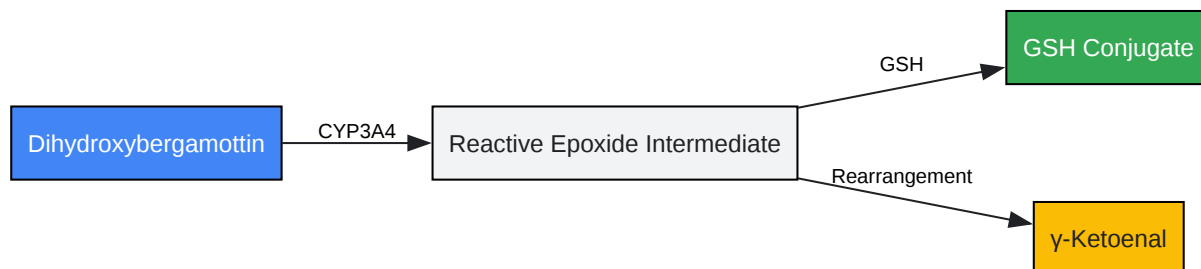 Dihydroxybergamottin
CYP3A4
Reactive Epoxide Intermediate
GSH
GSH Conjugate
Rearrangement
γ-Ketoenal